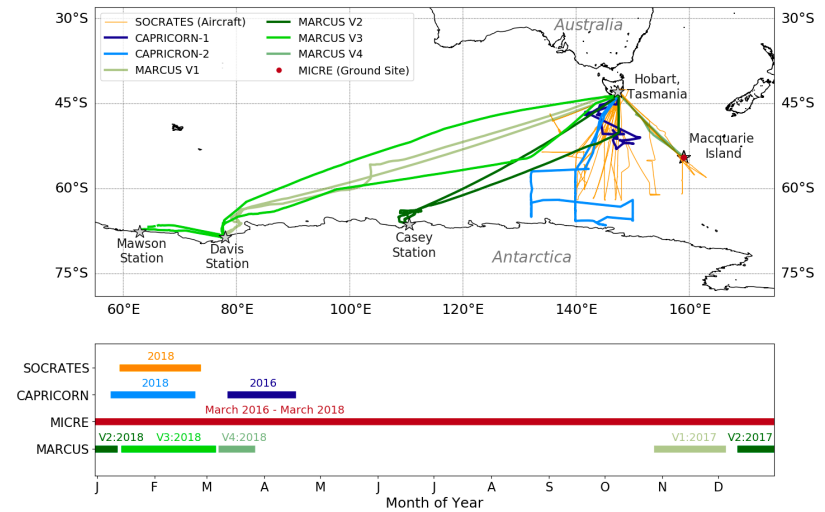 SOCRATES (Aircraft)
CAPRICORN-1
CAPRICRON-2
MARCUS V1
MARCUS V2
MARCUS V3
MARCUS V4
MICRE (Ground Site)
Australia
30°S
30°S
Hobart,
Tasmania
45°S
45°S
Macquarie
Island
60°S
60°S
Mawson
Station
Davis
Station
Casey
Station
Antarctica
75°S
75°S
60°E
80°E
100°E
120°E
140°E
160°E
SOCRATES
2018
CAPRICORN
2018
2016
MICRE
March 2016 - March 2018
MARCUS
V2:2018
V3:2018
V4:2018
V1:2017
V2:2017
J F M A M J J A S O N D
Month of Year